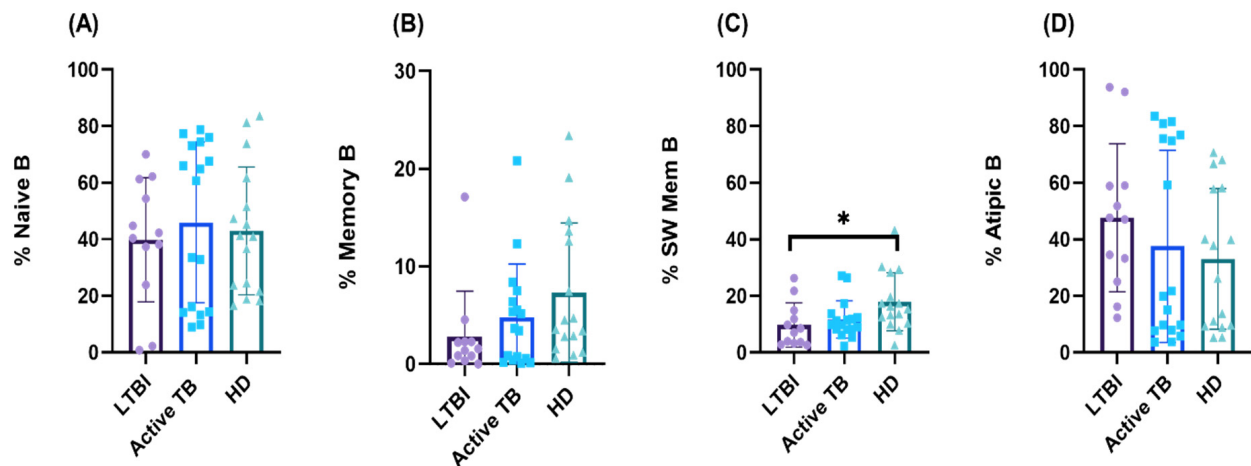 (A)
% Naive B
100
80
60
40
20
0
LTBI
Active TB
HD
(B)
% Memory B
30
20
10
0
LTBI
Active TB
HD
(C)
% SW Mem B
100
80
60
40
20
0
*
LTBI
Active TB
HD
(D)
% Atipic B
100
80
60
40
20
0
LTBI
Active TB
HD